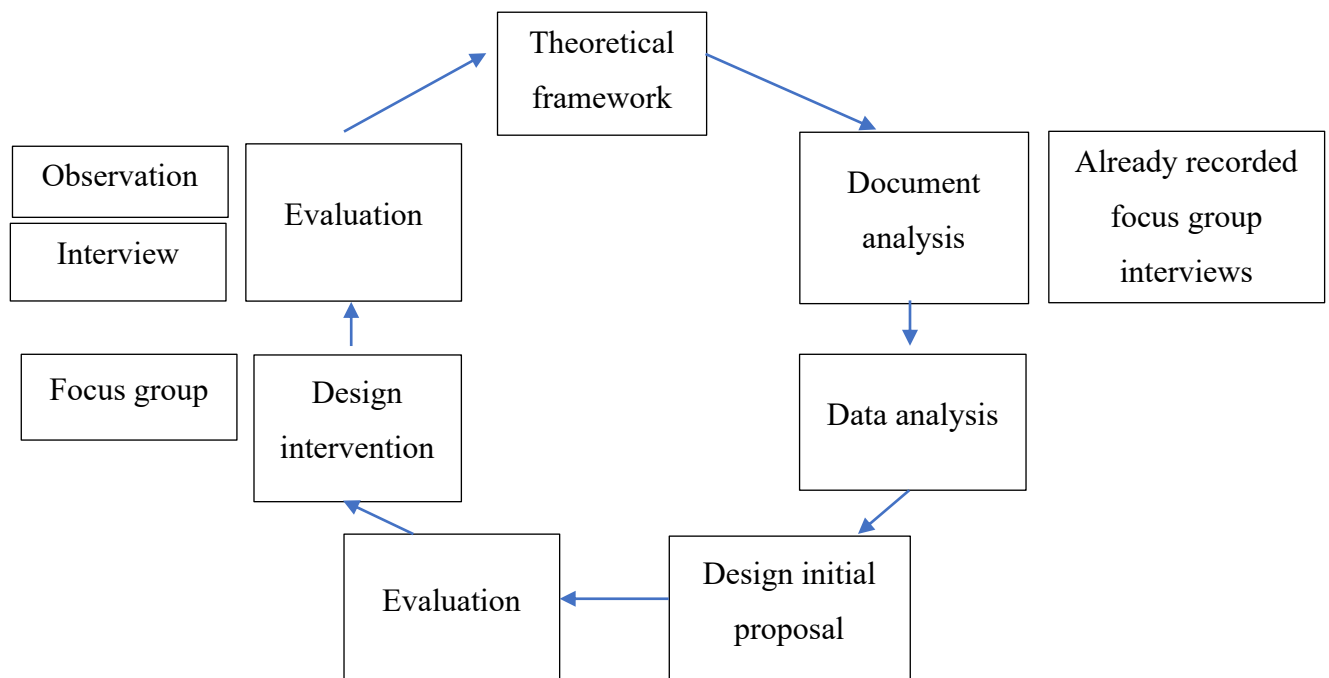 Theoretical
framework
Observation
Interview
Evaluation
Document
analysis
Already recorded
focus group
interviews
Focus group
Design
intervention
Data analysis
Evaluation
Design initial
proposal